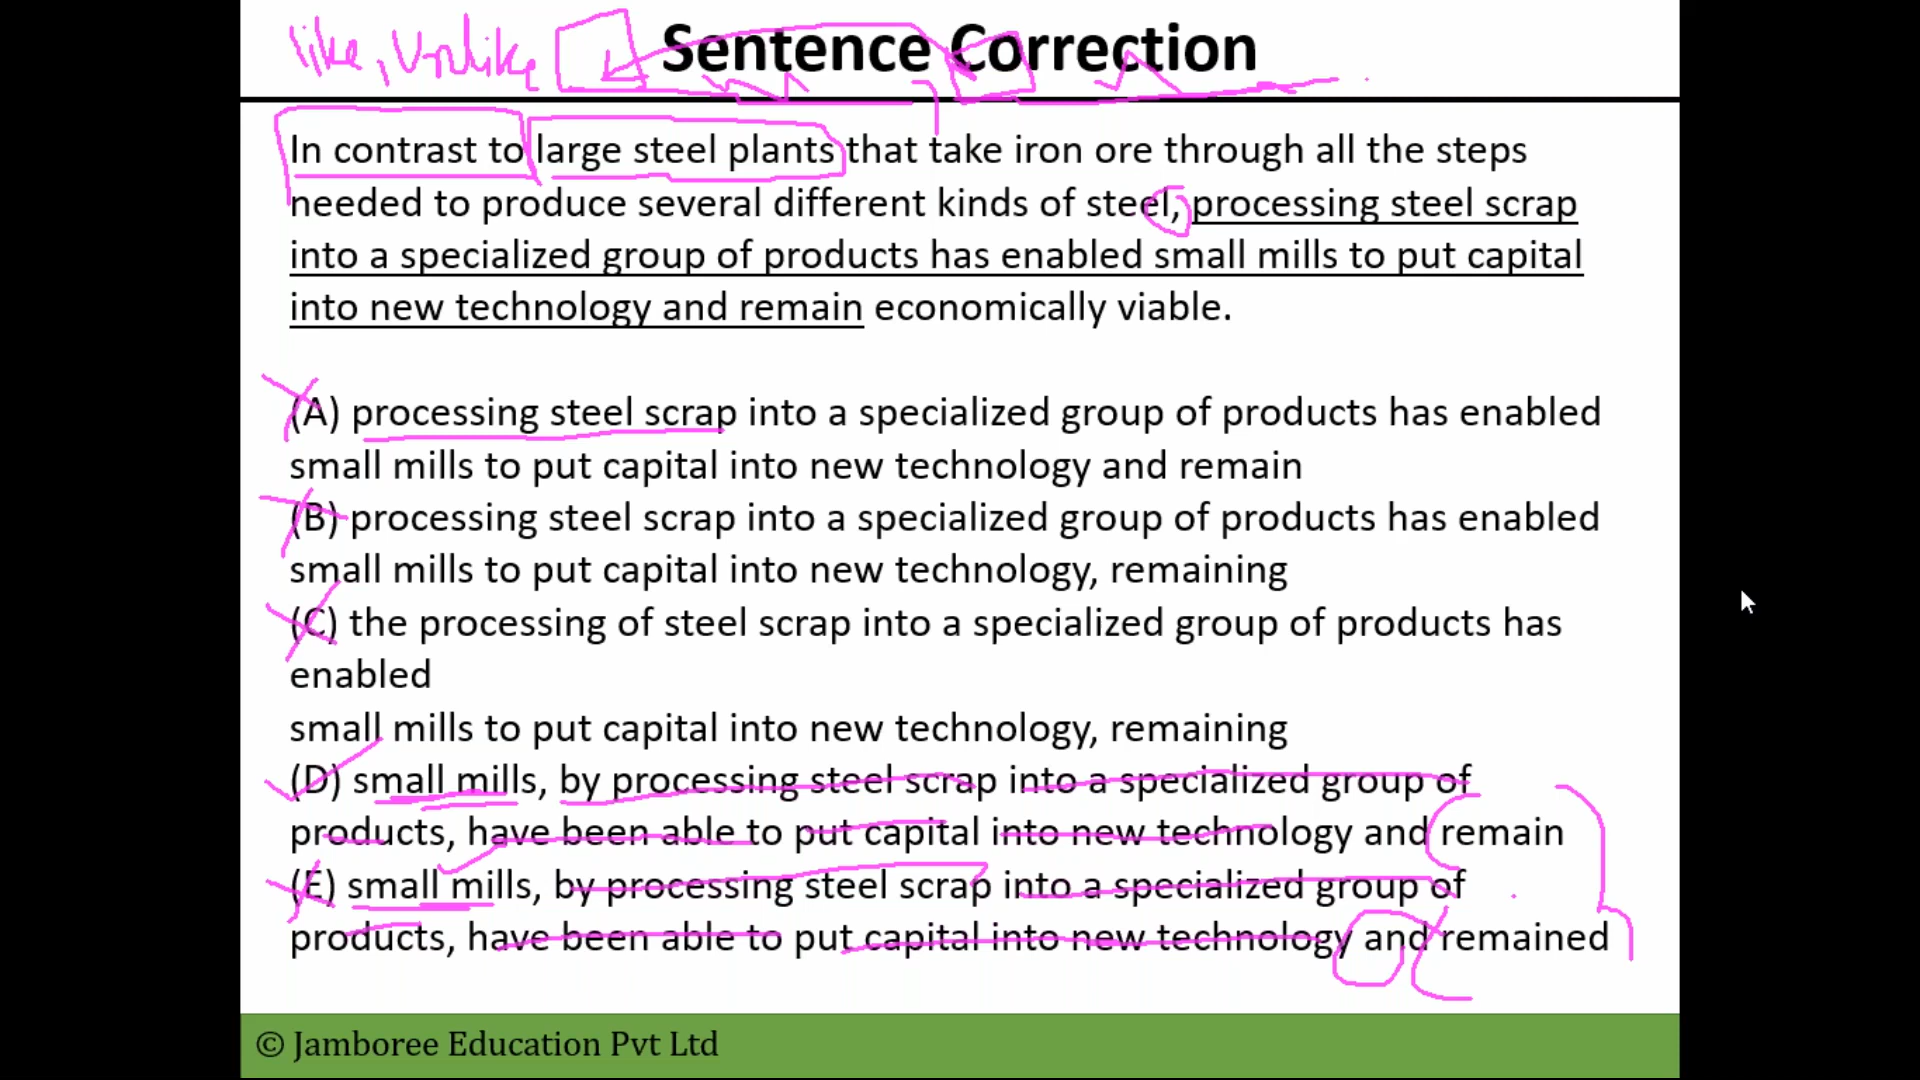 like, Unlike
Sentence Correction
In contrast to large steel plants that take iron ore through all the steps
needed to produce several different kinds of steel, processing steel scrap
into a specialized group of products has enabled small mills to put capital
into new technology and remain economically viable.
(A) processing steel scrap into a specialized group of products has enabled
small mills to put capital into new technology and remain
(B) processing steel scrap into a specialized group of products has enabled
small mills to put capital into new technology, remaining
(C) the processing of steel scrap into a specialized group of products has
enabled
small mills to put capital into new technology, remaining
(D) small mills, by processing steel scrap into a specialized group of
products, have been able to put capital into new technology and remain
(E) small mills, by processing steel scrap into a specialized group of
products, have been able to put capital into new technology and remained
© Jamboree Education Pvt Ltd